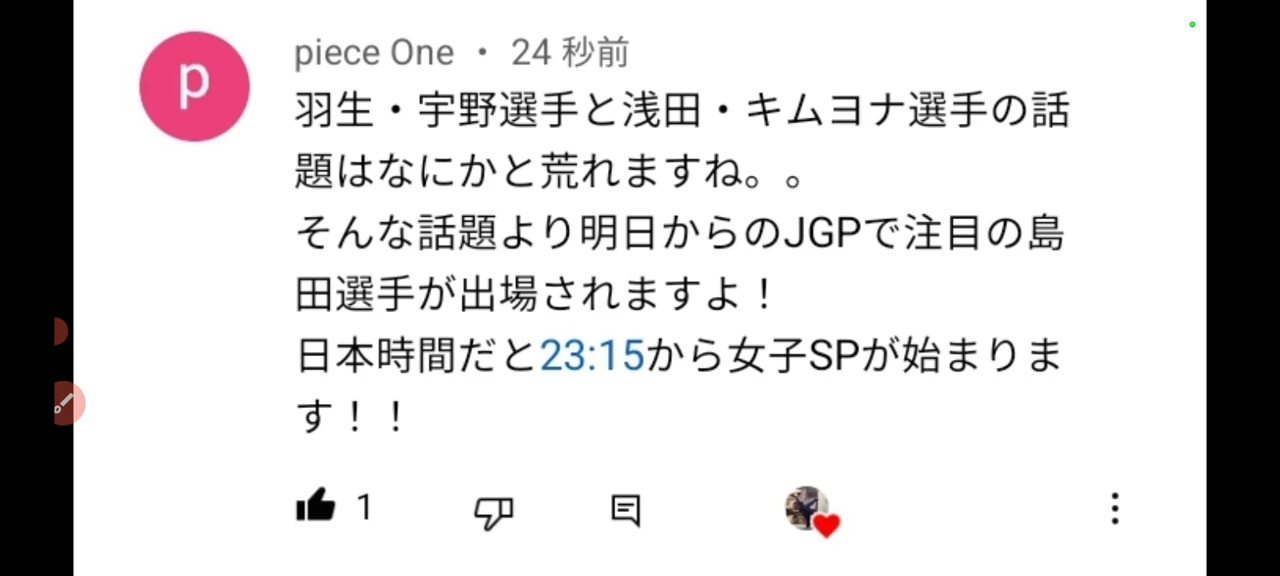 p
piece One・24 秒前
羽生・宇野選手と浅田・キムヨナ選手の話
題はなにかと荒れますね。。
そんな話題より明日からのJGPで注目の島
田選手が出場されますよ！
日本時間だと23:15から女子SPが始まりま
す！！
1